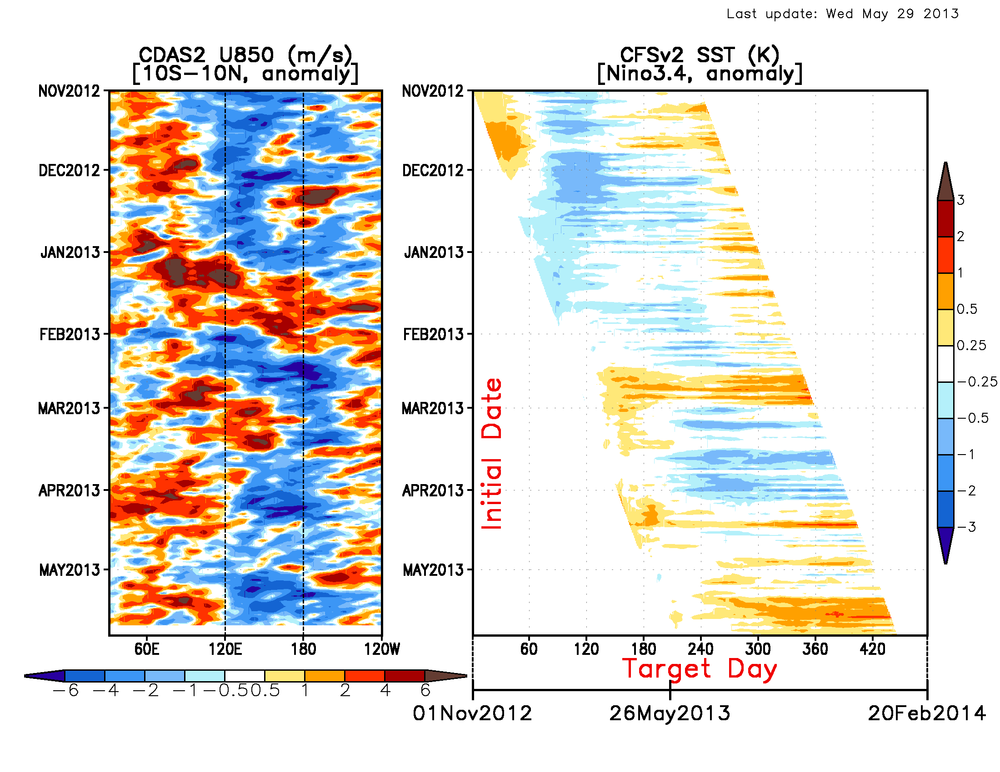 Last update: Wed May 29 2013
CDAS2 U850 (m/s)
[10S-10N, anomaly]
NOV2012
DEC2012
JAN2013
FEB2013
MAR2013
APR2013
MAY2013
60E 120E 180 120W
-6 -4 -2 -1 -0.5 0.5 1 2 4 6
CFSv2 SST (K)
[Nino3.4, anomaly]
NOV2012
DEC2012
JAN2013
FEB2013
MAR2013
APR2013
MAY2013
Initial Date
60 120 180 240 300 360 420
Target Day
01Nov2012 26May2013 20Feb2014
3
2
1
0.5
0.25
-0.25
-0.5
-1
-2
-3